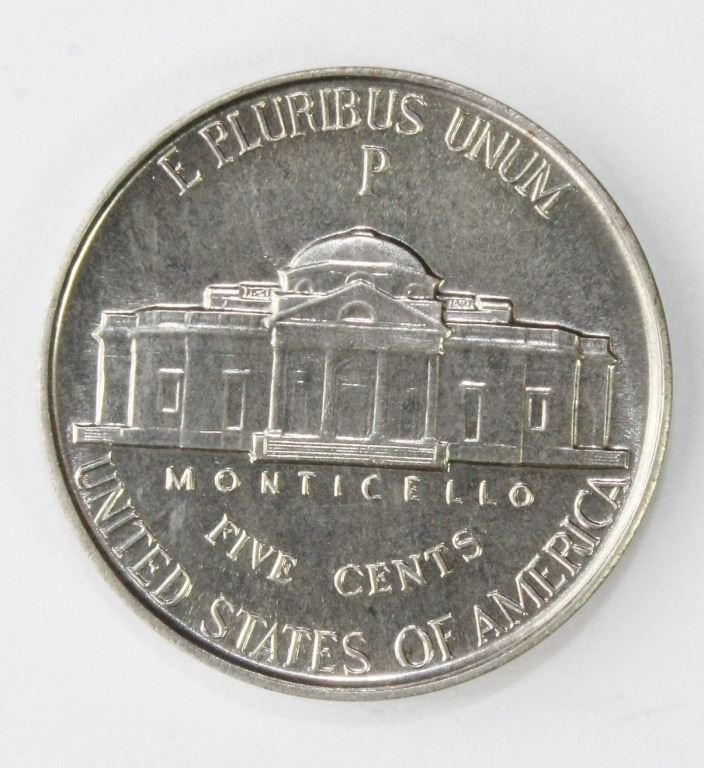 E PLURIBUS UNUM
P
MONTICELLO
FIVE CENTS
UNITED STATES OF AMERICA